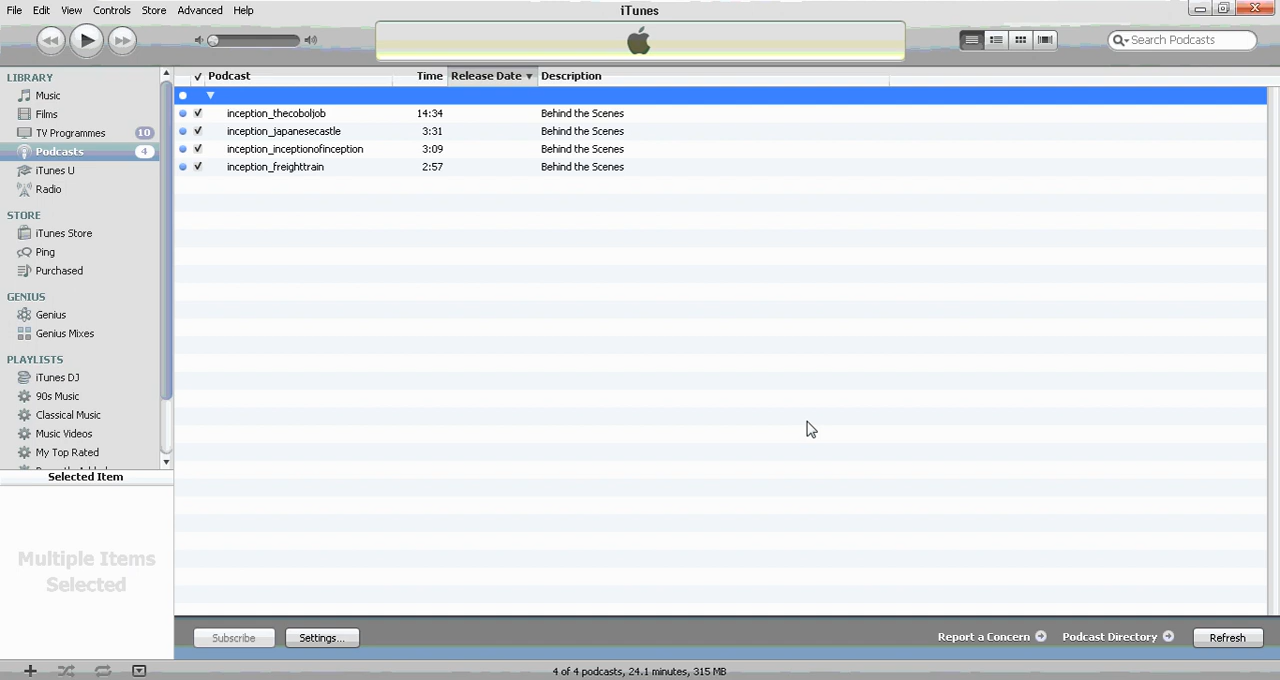 File Edit View Controls Store Advanced Help
iTunes
Search Podcasts
LIBRARY
Music
Films
TV Programmes 10
Podcasts 4
iTunes U
Radio
STORE
iTunes Store
Ping
Purchased
GENIUS
Genius
Genius Mixes
PLAYLISTS
iTunes DJ
90s Music
Classical Music
Music Videos
My Top Rated
Selected Item
Multiple Items
Selected
Podcast Time Release Date Description
inception_thecoboljob 14:34 Behind the Scenes
inception_japanesecastle 3:31 Behind the Scenes
inception_inceptionofinception 3:09 Behind the Scenes
inception_freighttrain 2:57 Behind the Scenes
Subscribe Settings... Report a Concern Podcast Directory Refresh
4 of 4 podcasts, 24.1 minutes, 315 MB